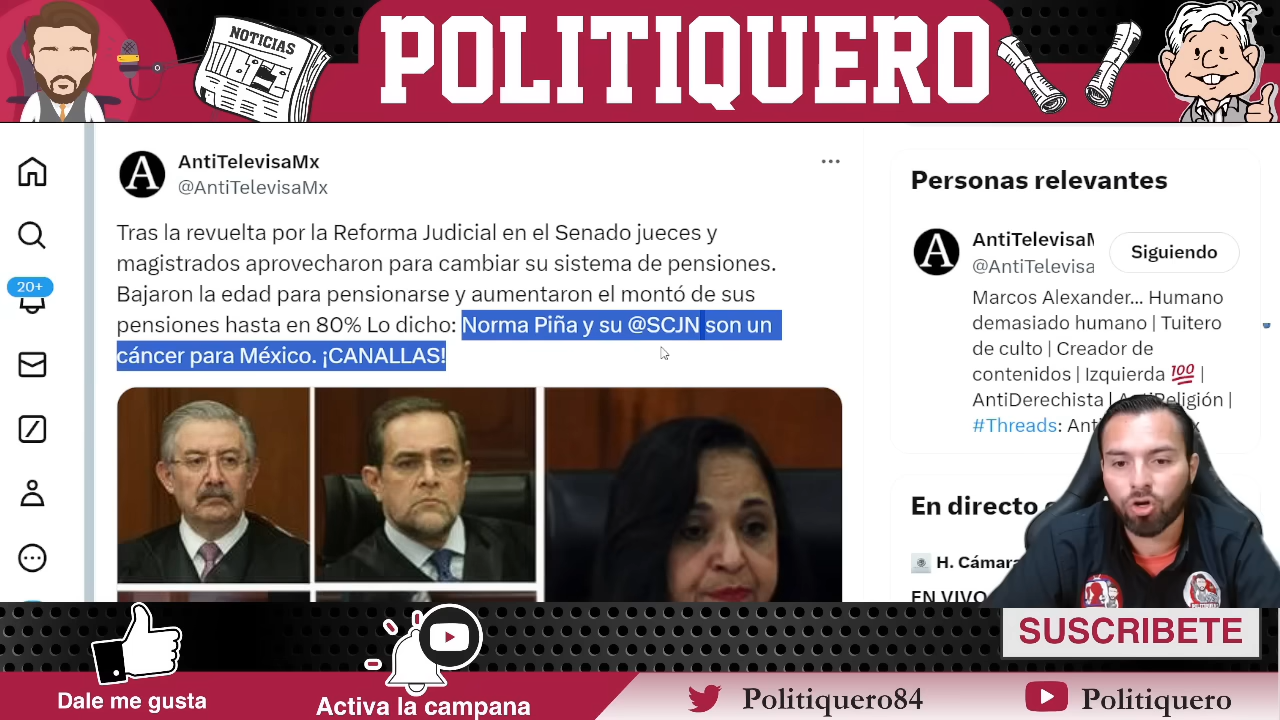 NOTICIAS
POLITIQUERO
AntiTelevisaMx
@AntiTelevisaMx
Tras la revuelta por la Reforma Judicial en el Senado jueces y
magistrados aprovecharon para cambiar su sistema de pensiones.
Bajaron la edad para pensionarse y aumentaron el montó de sus
pensiones hasta en 80% Lo dicho: Norma Piña y su @SCJN son un
cáncer para México. ¡CANALLAS!
20+
Personas relevantes
AntiTelevisaM
@AntiTelevisa
Siguiendo
Marcos Alexander... Humano
demasiado humano | Tuitero
de culto | Creador de
contenidos | Izquierda 💯 |
AntiDerechista | AntiReligión |
#Threads: Ant
En directo
H. Cámara
EN VIVO
SUSCRIBETE
Dale me gusta
Activa la campana
Politiquero84
Politiquero